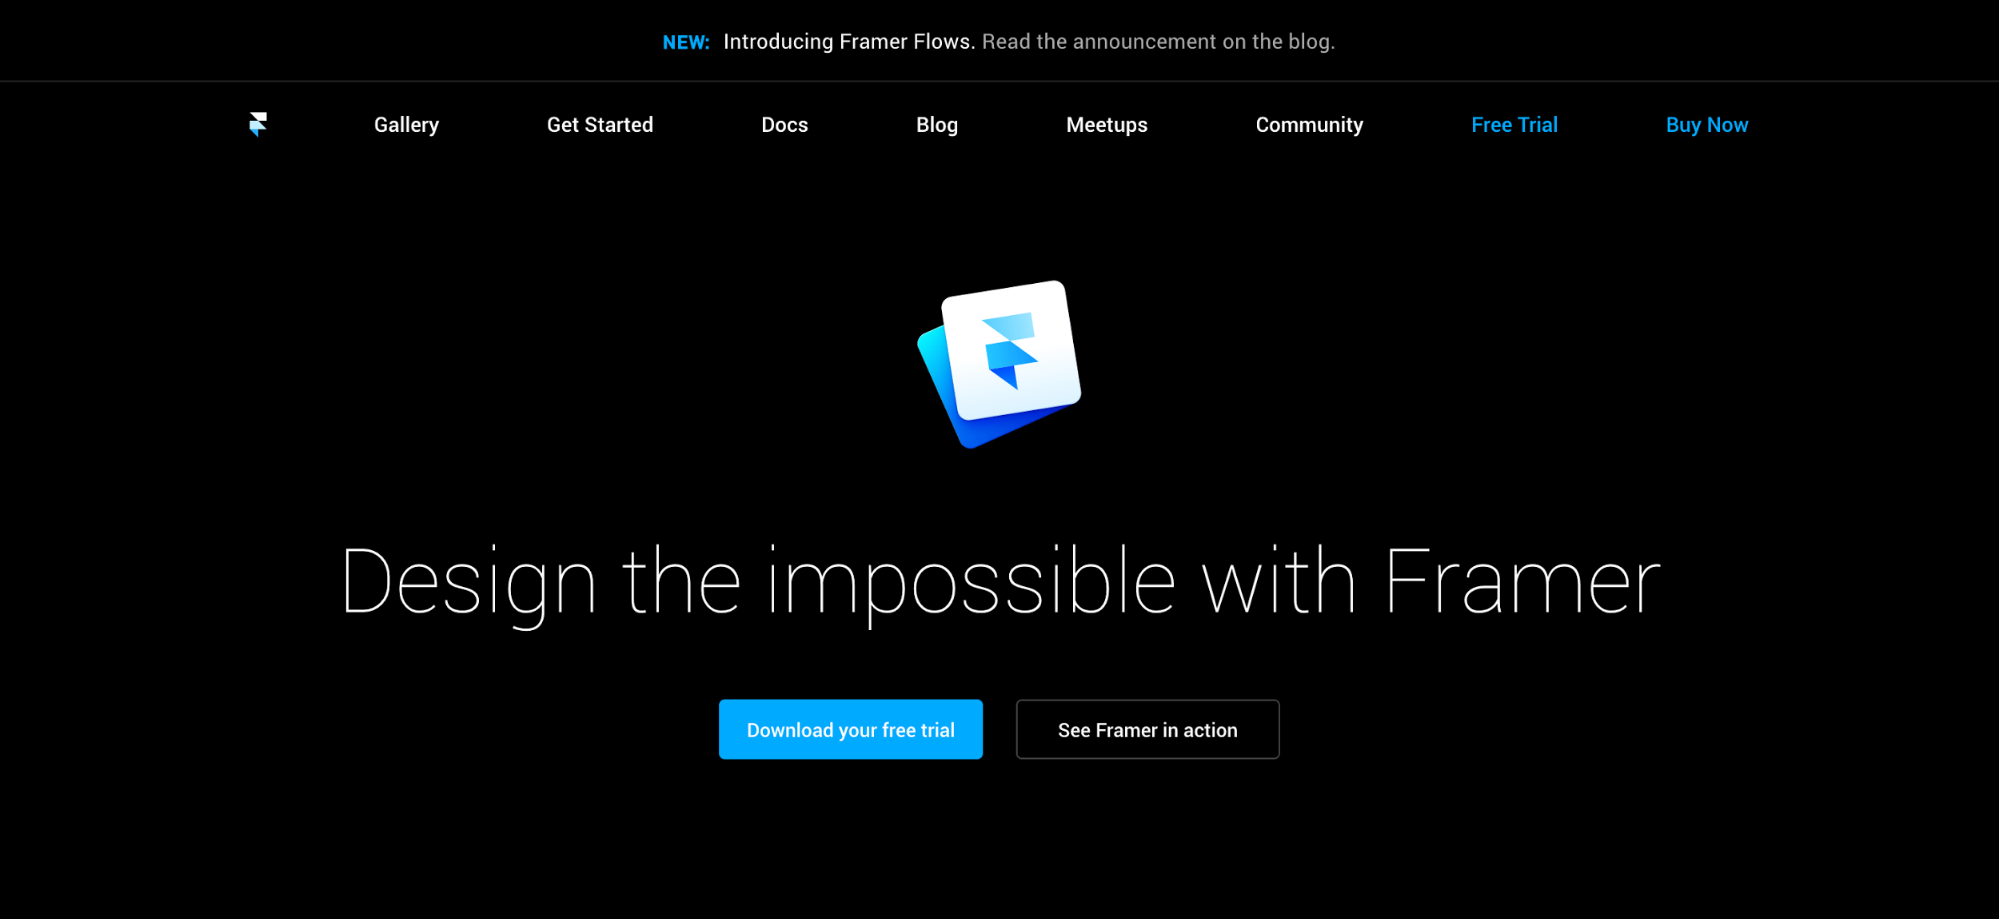 NEW: Introducing Framer Flows. Read the announcement on the blog.
Gallery Get Started Docs Blog Meetups Community Free Trial Buy Now
Design the impossible with Framer
Download your free trial See Framer in action